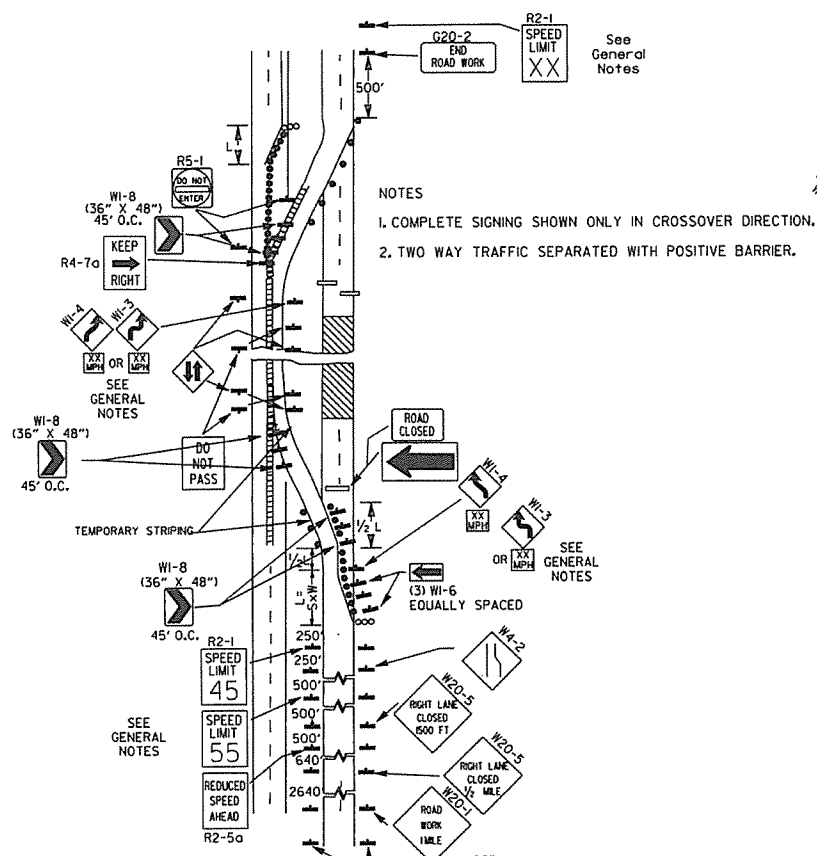 R2-1
SPEED
LIMIT
XX
See
General
Notes
G20-2
END
ROAD WORK
500'
L
R5-1
DO NOT
ENTER
NOTES
1. COMPLETE SIGNING SHOWN ONLY IN CROSSOVER DIRECTION.
2. TWO WAY TRAFFIC SEPARATED WITH POSITIVE BARRIER.
W1-8
(36" X 48")
45' O.C.
KEEP
RIGHT
R4-7a
W1-4
W1-3
XX
MPH
OR
XX
MPH
SEE
GENERAL
NOTES
W1-8
(36" X 48")
45' O.C.
DO
NOT
PASS
ROAD
CLOSED
W1-4
XX
MPH
W1-3
OR
XX
MPH
SEE
GENERAL
NOTES
TEMPORARY STRIPING
1/2 L
1/2 L
L=
SxW
W1-8
(36" X 48")
45' O.C.
(3) W1-6
EQUALLY SPACED
R2-1
SPEED
LIMIT
45
250'
250'
500'
500'
500'
640'
2640
W4-2
SEE
GENERAL
NOTES
SPEED
LIMIT
55
W20-5
RIGHT LANE
CLOSED
1500 FT
W20-5
RIGHT LANE
CLOSED
1/2 MILE
REDUCED
SPEED
AHEAD
R2-5a
W20-1
ROAD
WORK
1 MILE